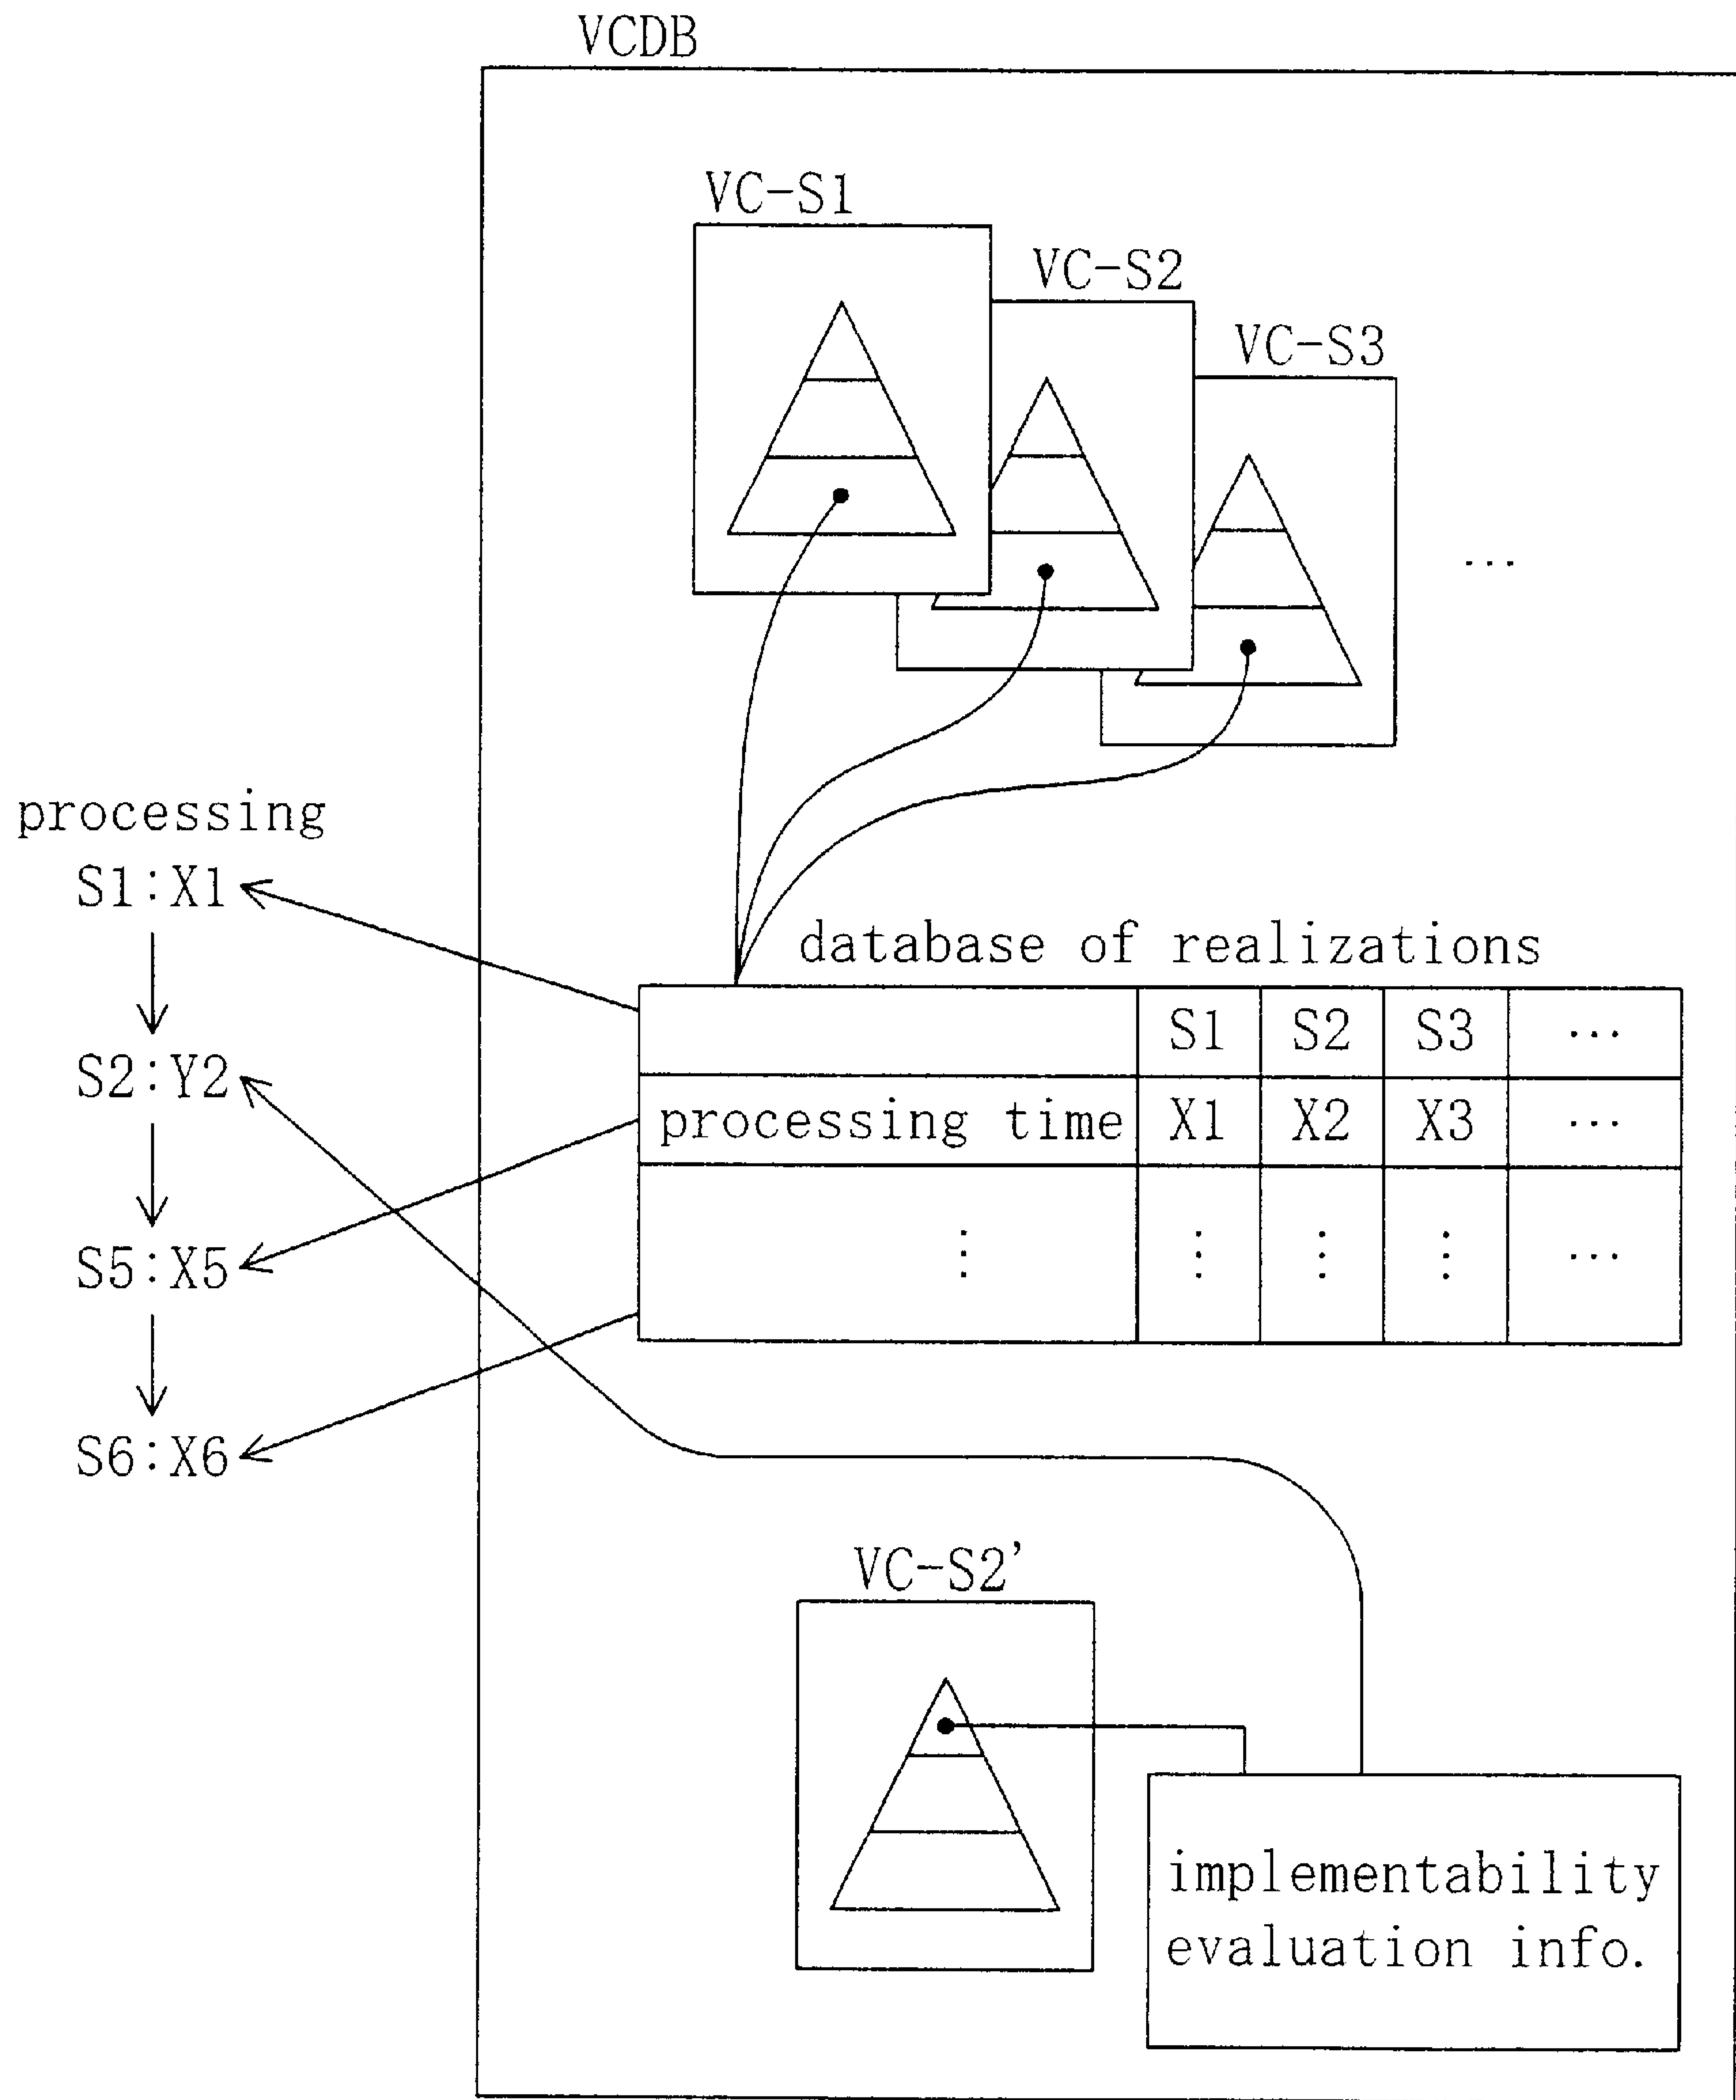 VCDB
VC-S1
VC-S2
VC-S3
...
processing
S1:X1
S2:Y2
S5:X5
S6:X6
database of realizations
S1 S2 S3 ...
processing time X1 X2 X3 ...
⋮ ⋮ ⋮ ⋮ ...
VC-S2'
implementability
evaluation info.